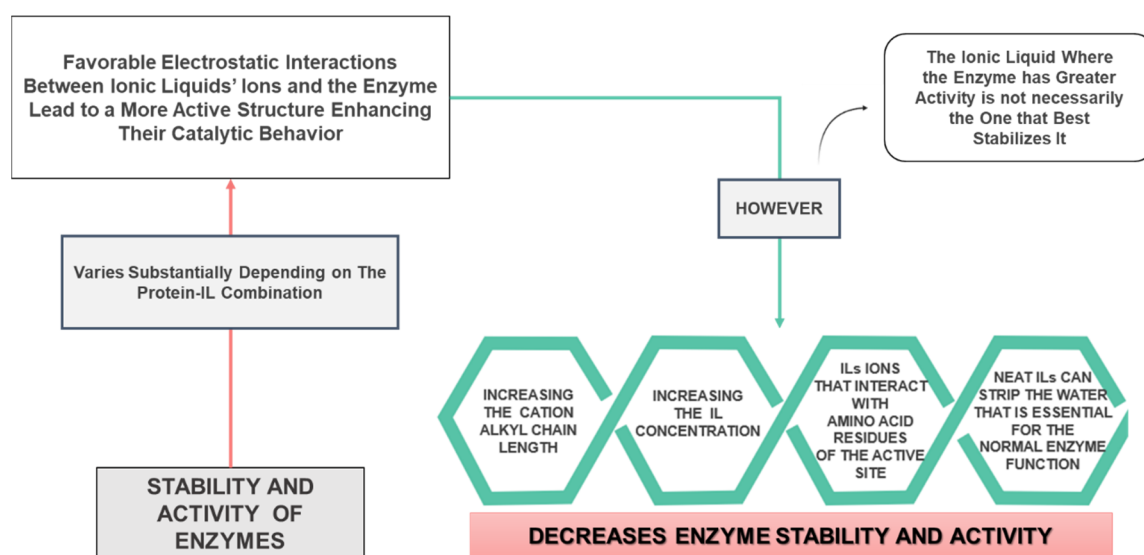 Favorable Electrostatic Interactions
Between Ionic Liquids' Ions and the Enzyme
Lead to a More Active Structure Enhancing
Their Catalytic Behavior
The Ionic Liquid Where
the Enzyme has Greater
Activity is not necessarily
the One that Best
Stabilizes It
HOWEVER
Varies Substantially Depending on The
Protein-IL Combination
STABILITY AND
ACTIVITY OF
ENZYMES
INCREASING
THE CATION
ALKYL CHAIN
LENGTH
INCREASING
THE IL
CONCENTRATION
ILs IONS
THAT INTERACT
WITH
AMINO ACID
RESIDUES
OF THE ACTIVE
SITE
NEAT ILs CAN
STRIP THE WATER
THAT IS ESSENTIAL
FOR THE
NORMAL ENZYME
FUNCTION
DECREASES ENZYME STABILITY AND ACTIVITY